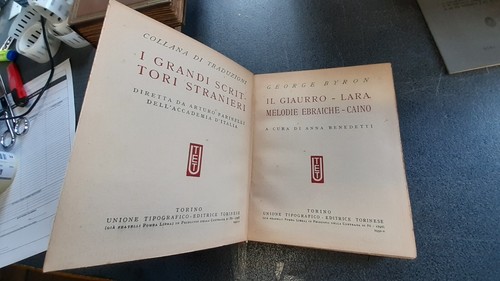 COLLANA DI TRADUZIONI
I GRANDI SCRIT-
TORI STRANIERI
DIRETTA DA ARTURO FARINELLI
DELL'ACCADEMIA D'ITALIA
UTET
TORINO
UNIONE TIPOGRAFICO-EDITRICE TORINESE
GEORGE BYRON
IL GIAURRO - LARA
MELODIE EBRAICHE - CAINO
A CURA DI ANNA BENEDETTI
UTET
TORINO
UNIONE TIPOGRAFICO-EDITRICE TORINESE